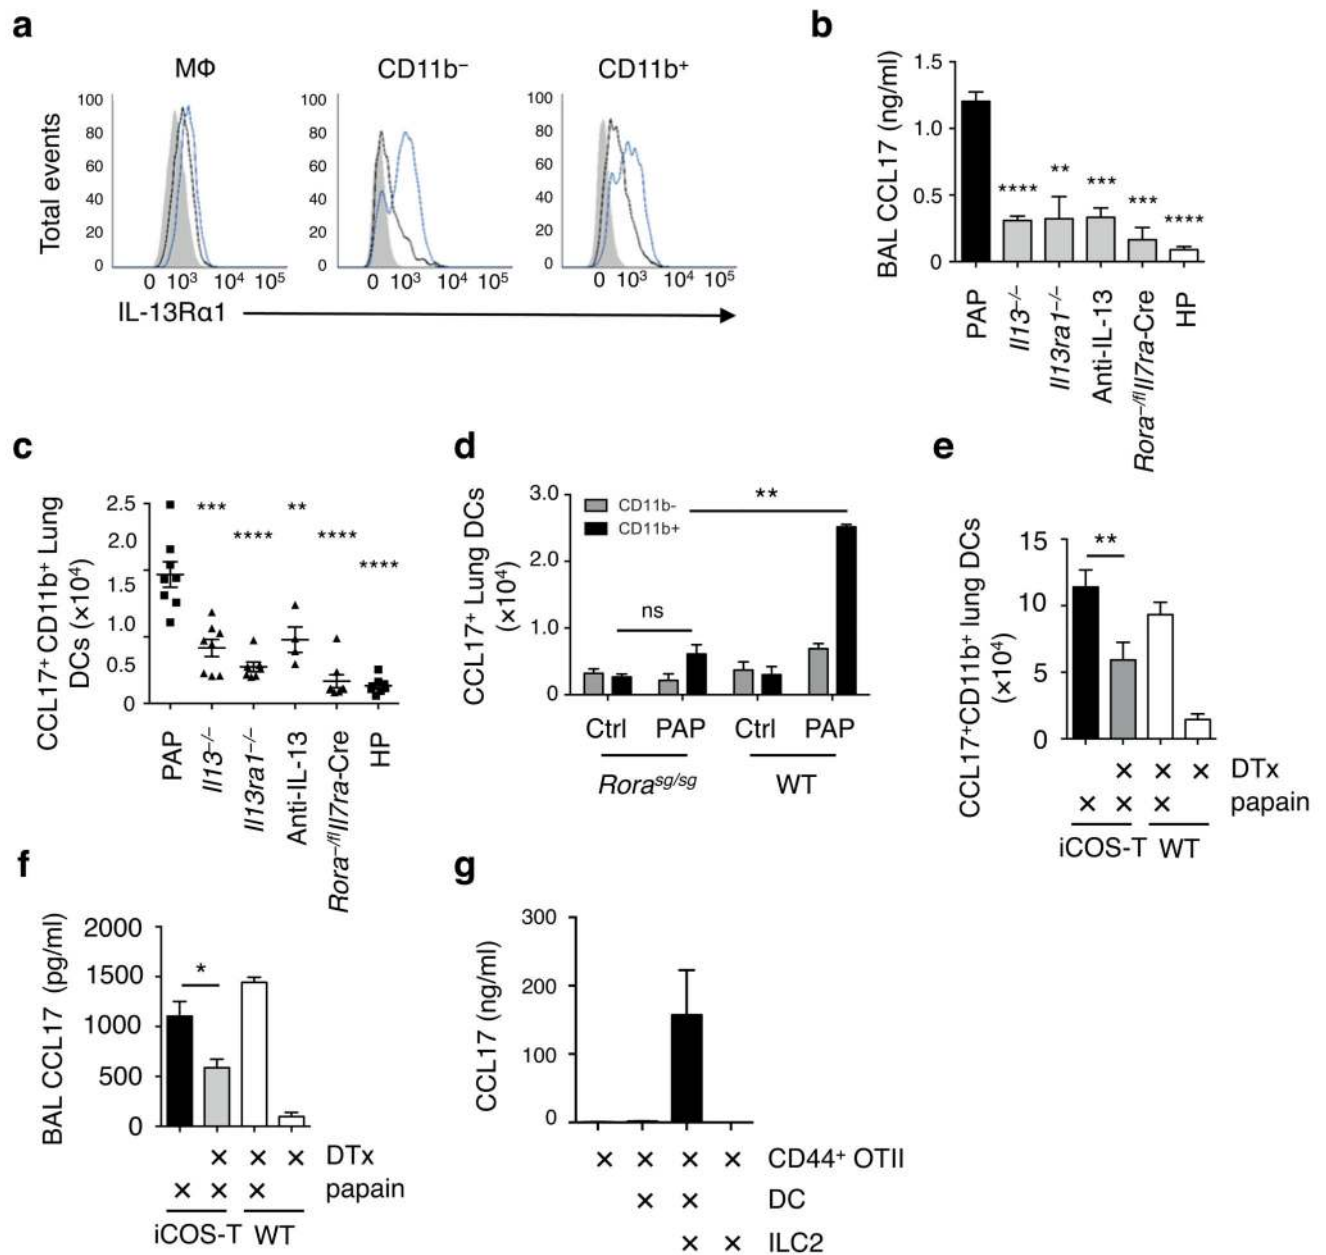 a
MΦ
CD11b–
CD11b+
Total events
100
80
60
40
20
0
0 10³ 10⁴ 10⁵
100
80
60
40
20
0
0 10³ 10⁴ 10⁵
100
80
60
40
20
0
0 10³ 10⁴ 10⁵
IL-13Rα1
b
BAL CCL17 (ng/ml)
1.5
1.0
0.5
0
****
**
***
***
****
PAP
Il13–/–
Il13ra1–/–
Anti-IL-13
Rora–/flIl7ra-Cre
HP
c
CCL17+ CD11b+ Lung
DCs (×10⁴)
2.5
2.0
1.5
1.0
0.5
0
***
****
**
****
****
PAP
Il13–/–
Il13ra1–/–
Anti-IL-13
Rora–/flIl7ra-Cre
HP
d
CCL17+ Lung DCs
(×10⁴)
3.0
2.0
1.0
0
CD11b-
CD11b+
ns
**
Ctrl PAP Ctrl PAP
Rorasg/sg WT
e
CCL17+CD11b+ lung DCs
(×10⁴)
15
10
5
0
**
× × × DTx
× × × papain
iCOS-T WT
f
BAL CCL17 (pg/ml)
2000
1500
1000
500
0
*
× × × DTx
× × × papain
iCOS-T WT
g
CCL17 (ng/ml)
300
200
100
0
× × × × CD44+ OTII
× × DC
× × ILC2